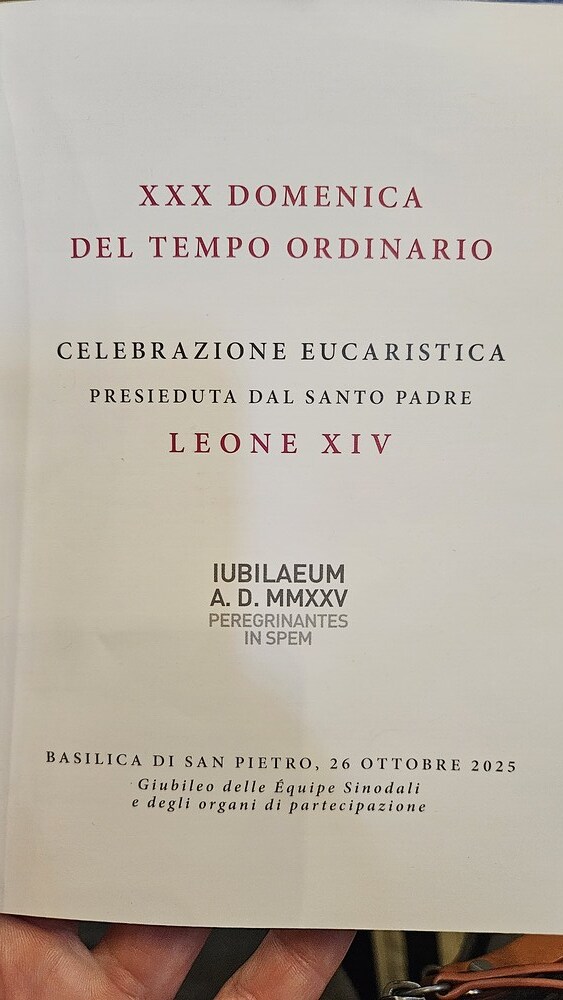 XXX DOMENICA
DEL TEMPO ORDINARIO
CELEBRAZIONE EUCARISTICA
PRESIEDUTA DAL SANTO PADRE
LEONE XIV
IUBILAEUM
A. D. MMXXV
PEREGRINANTES
IN SPEM
BASILICA DI SAN PIETRO, 26 OTTOBRE 2025
Giubileo delle Équipe Sinodali
e degli organi di partecipazione